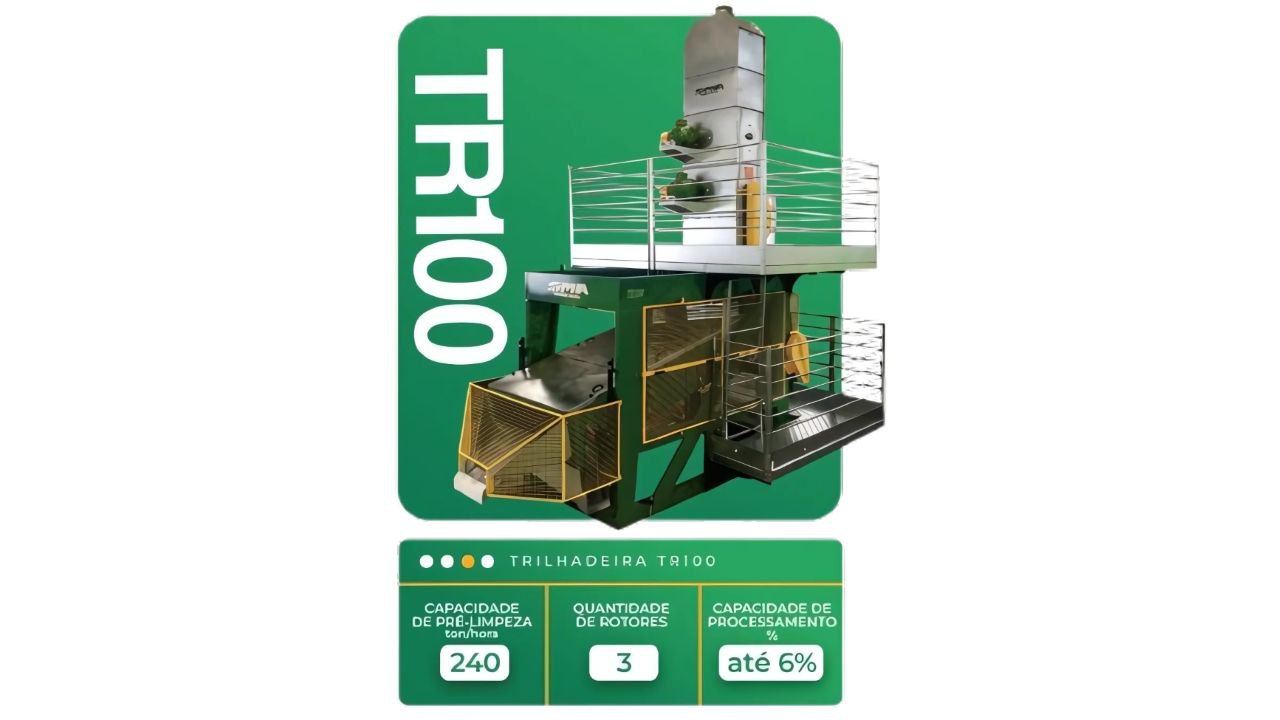 TR100
TRILHADEIRA TR100
CAPACIDADE
DE PRÉ-LIMPEZA
ton/hora
240
QUANTIDADE
DE ROTORES
3
CAPACIDADE DE
PROCESSAMENTO
%
até 6%